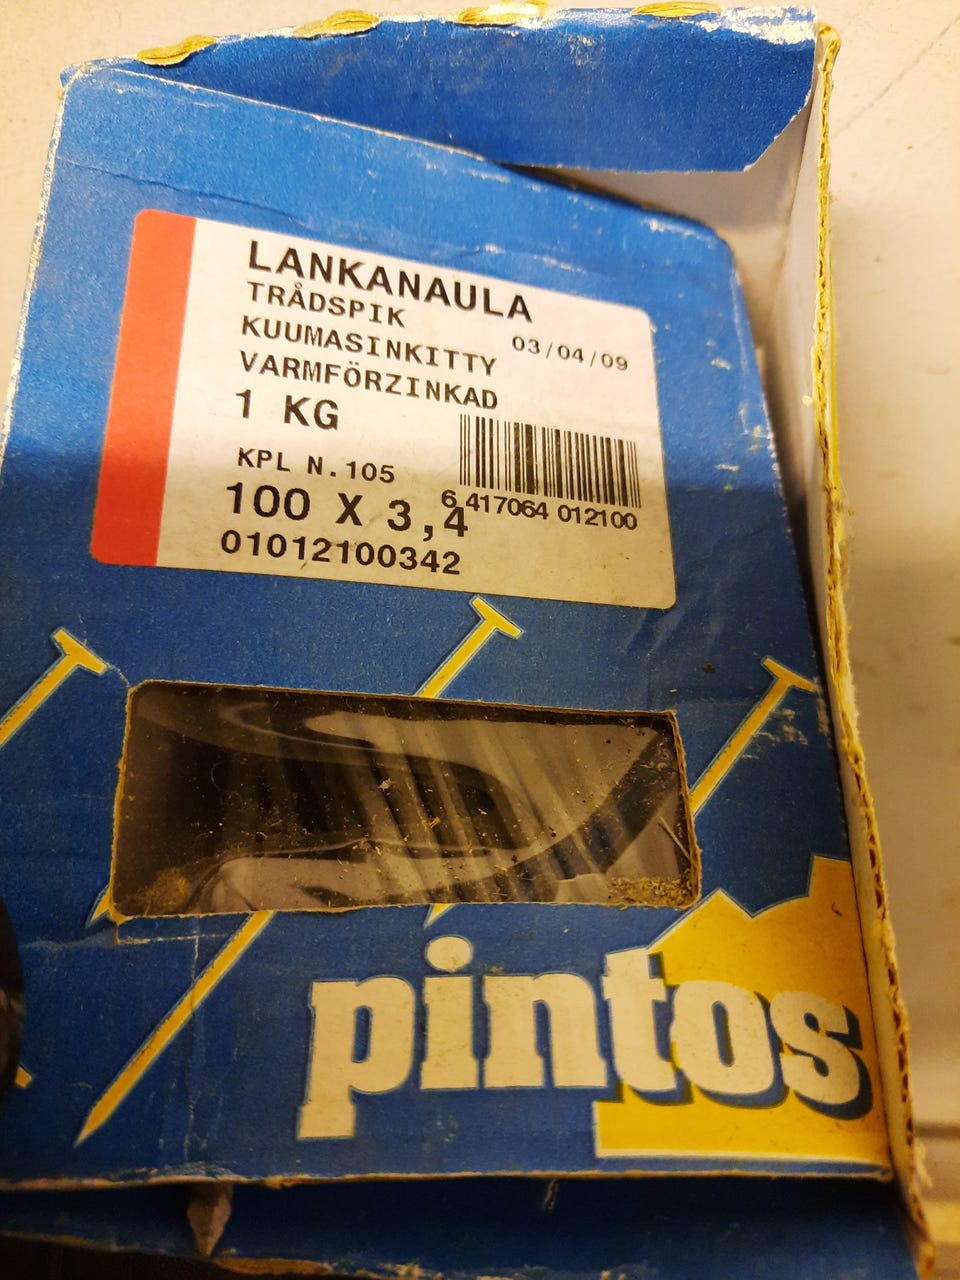 LANKANAULA
TRÅDSPIK
KUUMASINKITTY 03/04/09
VARMFÖRZINKAD
1 KG
KPL N.105
100 X 3,4
6 417064 012100
01012100342
pintos